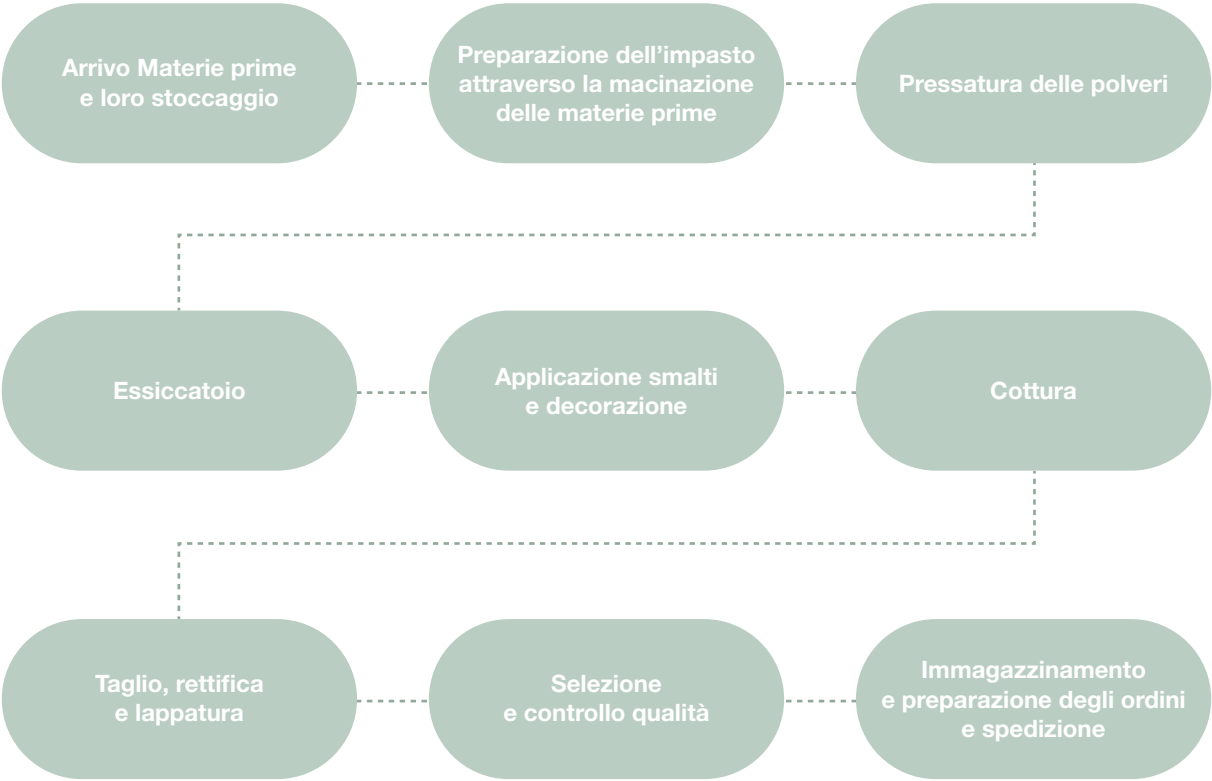 Arrivo Materie prime
e loro stoccaggio
Preparazione dell’impasto
attraverso la macinazione
delle materie prime
Pressatura delle polveri
Essiccatoio
Applicazione smalti
e decorazione
Cottura
Taglio, rettifica
e lappatura
Selezione
e controllo qualità
Immagazzinamento
e preparazione degli ordini
e spedizione